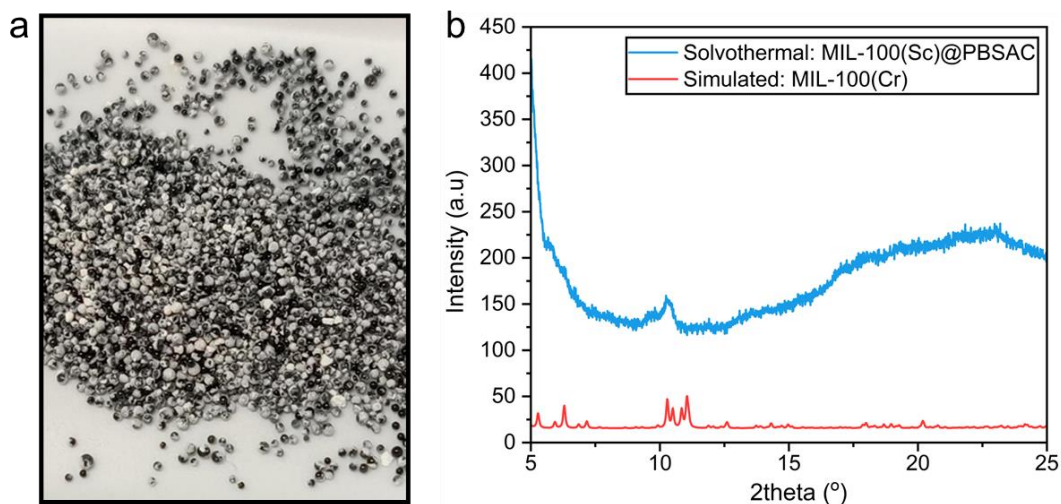 a
b
Solvothermal: MIL-100(Sc)@PBSAC
Simulated: MIL-100(Cr)
Intensity (a.u)
450
400
350
300
250
200
150
100
50
0
5
10
15
20
25
2theta (º)